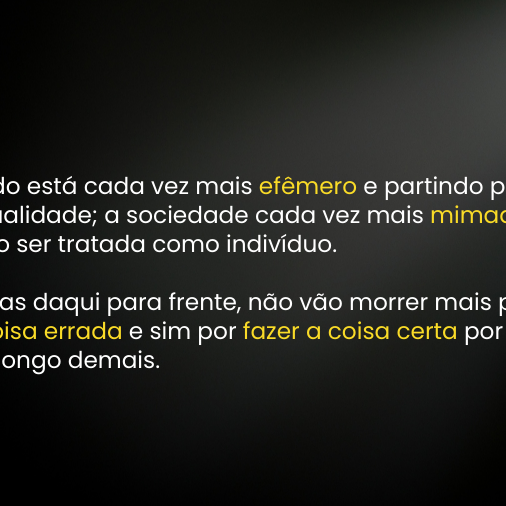 do está cada vez mais efêmero e partindo p
ualidade; a sociedade cada vez mais mimad
o ser tratada como indivíduo.
as daqui para frente, não vão morrer mais p
oisa errada e sim por fazer a coisa certa por
longo demais.